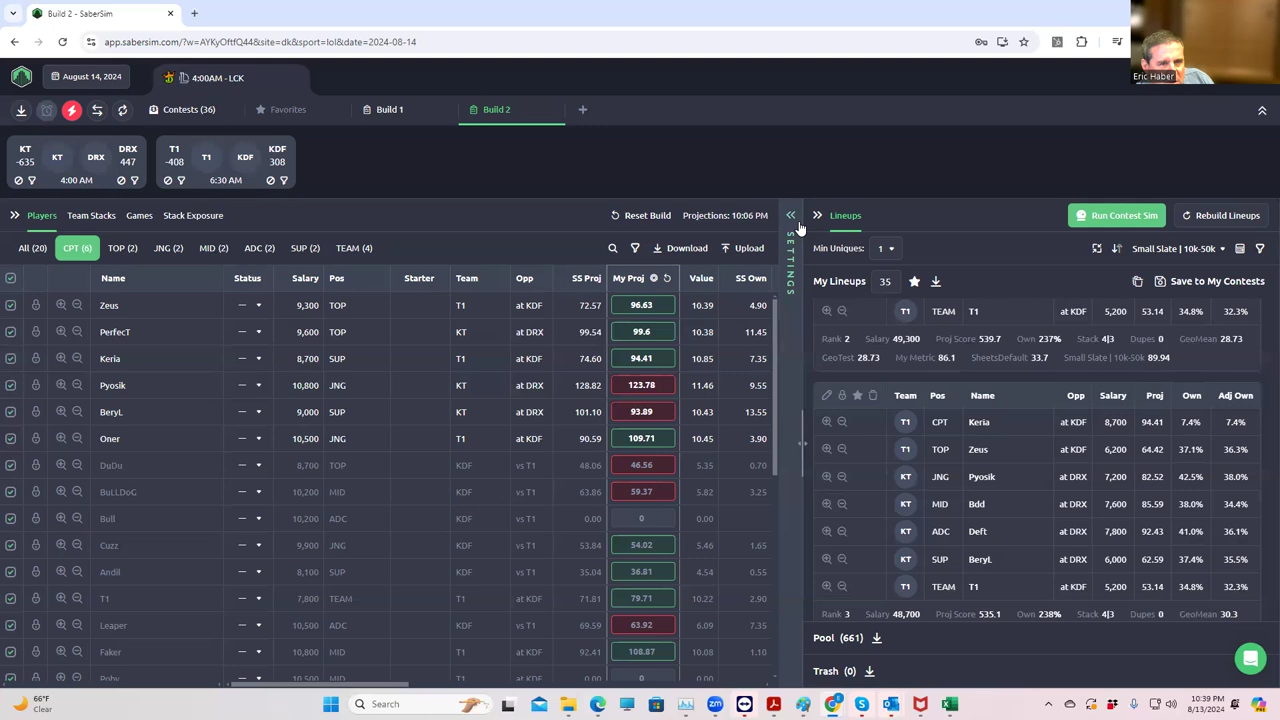 Build 2 - SaberSim
app.sabersim.com/?w=AYKyOftfQ44&site=dk&sport=lol&date=2024-08-14
Eric Haber
August 14, 2024
4:00AM - LCK
Contests (36)
Favorites
Build 1
Build 2
KT KT DRX DRX
-635 447
4:00 AM
T1 T1 KDF KDF
-408 308
6:30 AM
Players Team Stacks Games Stack Exposure Reset Build Projections: 10:06 PM
All (20) CPT (6) TOP (2) JNG (2) MID (2) ADC (2) SUP (2) TEAM (4) Download Upload
Name Status Salary Pos Starter Team Opp SS Proj My Proj Value SS Own
Zeus — 9,300 TOP T1 at KDF 72.57 96.63 10.39 4.90
PerfecT — 9,600 TOP KT at DRX 99.54 99.6 10.38 11.45
Keria — 8,700 SUP T1 at KDF 74.60 94.41 10.85 7.35
Pyosik — 10,800 JNG KT at DRX 128.82 123.78 11.46 9.55
BeryL — 9,000 SUP KT at DRX 101.10 93.89 10.43 13.55
Oner — 10,500 JNG T1 at KDF 90.59 109.71 10.45 3.90
DuDu — 8,700 TOP KDF vs T1 48.06 46.56 5.35 0.70
BuLLDoG — 10,200 MID KDF vs T1 63.86 59.37 5.82 3.25
Bull — 10,200 ADC KDF vs T1 0.00 0 0.00
Cuzz — 9,900 JNG KDF vs T1 53.84 54.02 5.46 1.65
Andil — 8,100 SUP KDF vs T1 35.04 36.81 4.54 0.55
T1 — 7,800 TEAM T1 at KDF 71.81 79.71 10.22 2.90
Leaper — 10,500 ADC KDF vs T1 69.59 63.92 6.09 7.35
Faker — 10,800 MID T1 at KDF 92.41 108.87 10.08 1.10
SETTINGS
Lineups Run Contest Sim Rebuild Lineups
Min Uniques: 1 Small Slate | 10k-50k
My Lineups 35 Save to My Contests
T1 TEAM T1 at KDF 5,200 53.14 34.8% 32.3%
Rank 2 Salary 49,300 Proj Score 539.7 Own 237% Stack 4|3 Dupes 0 GeoMean 28.73
GeoTest 28.73 My Metric 86.1 SheetsDefault 33.7 Small Slate | 10k-50k 89.94
Team Pos Name Opp Salary Proj Own Adj Own
T1 CPT Keria at KDF 8,700 94.41 7.4% 7.4%
T1 TOP Zeus at KDF 6,200 64.42 37.1% 36.3%
KT JNG Pyosik at DRX 7,200 82.52 42.5% 38.0%
KT MID Bdd at DRX 7,600 85.59 38.0% 34.4%
KT ADC Deft at DRX 7,800 92.43 41.0% 36.1%
KT SUP BeryL at DRX 6,000 62.59 37.4% 35.5%
T1 TEAM T1 at KDF 5,200 53.14 34.8% 32.3%
Rank 3 Salary 48,700 Proj Score 535.1 Own 238% Stack 4|3 Dupes 0 GeoMean 30.3
Pool (661)
Trash (0)
66°F
Clear
Search
10:39 PM
8/13/2024